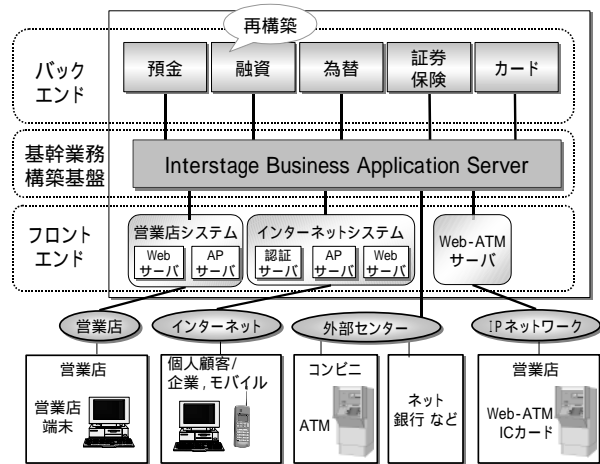 再構築
バック
エンド
預金
融資
為替
証券
保険
カード
基幹業務
構築基盤
Interstage Business Application Server
フロント
エンド
営業店システム
Web
サーバ
AP
サーバ
インターネットシステム
認証
サーバ
AP
サーバ
Web
サーバ
Web-ATM
サーバ
営業店
インターネット
外部センター
IPネットワーク
営業店
営業店
端末
個人顧客/
企業,モバイル
コンビニ
ATM
ネット
銀行 など
営業店
Web-ATM
ICカード